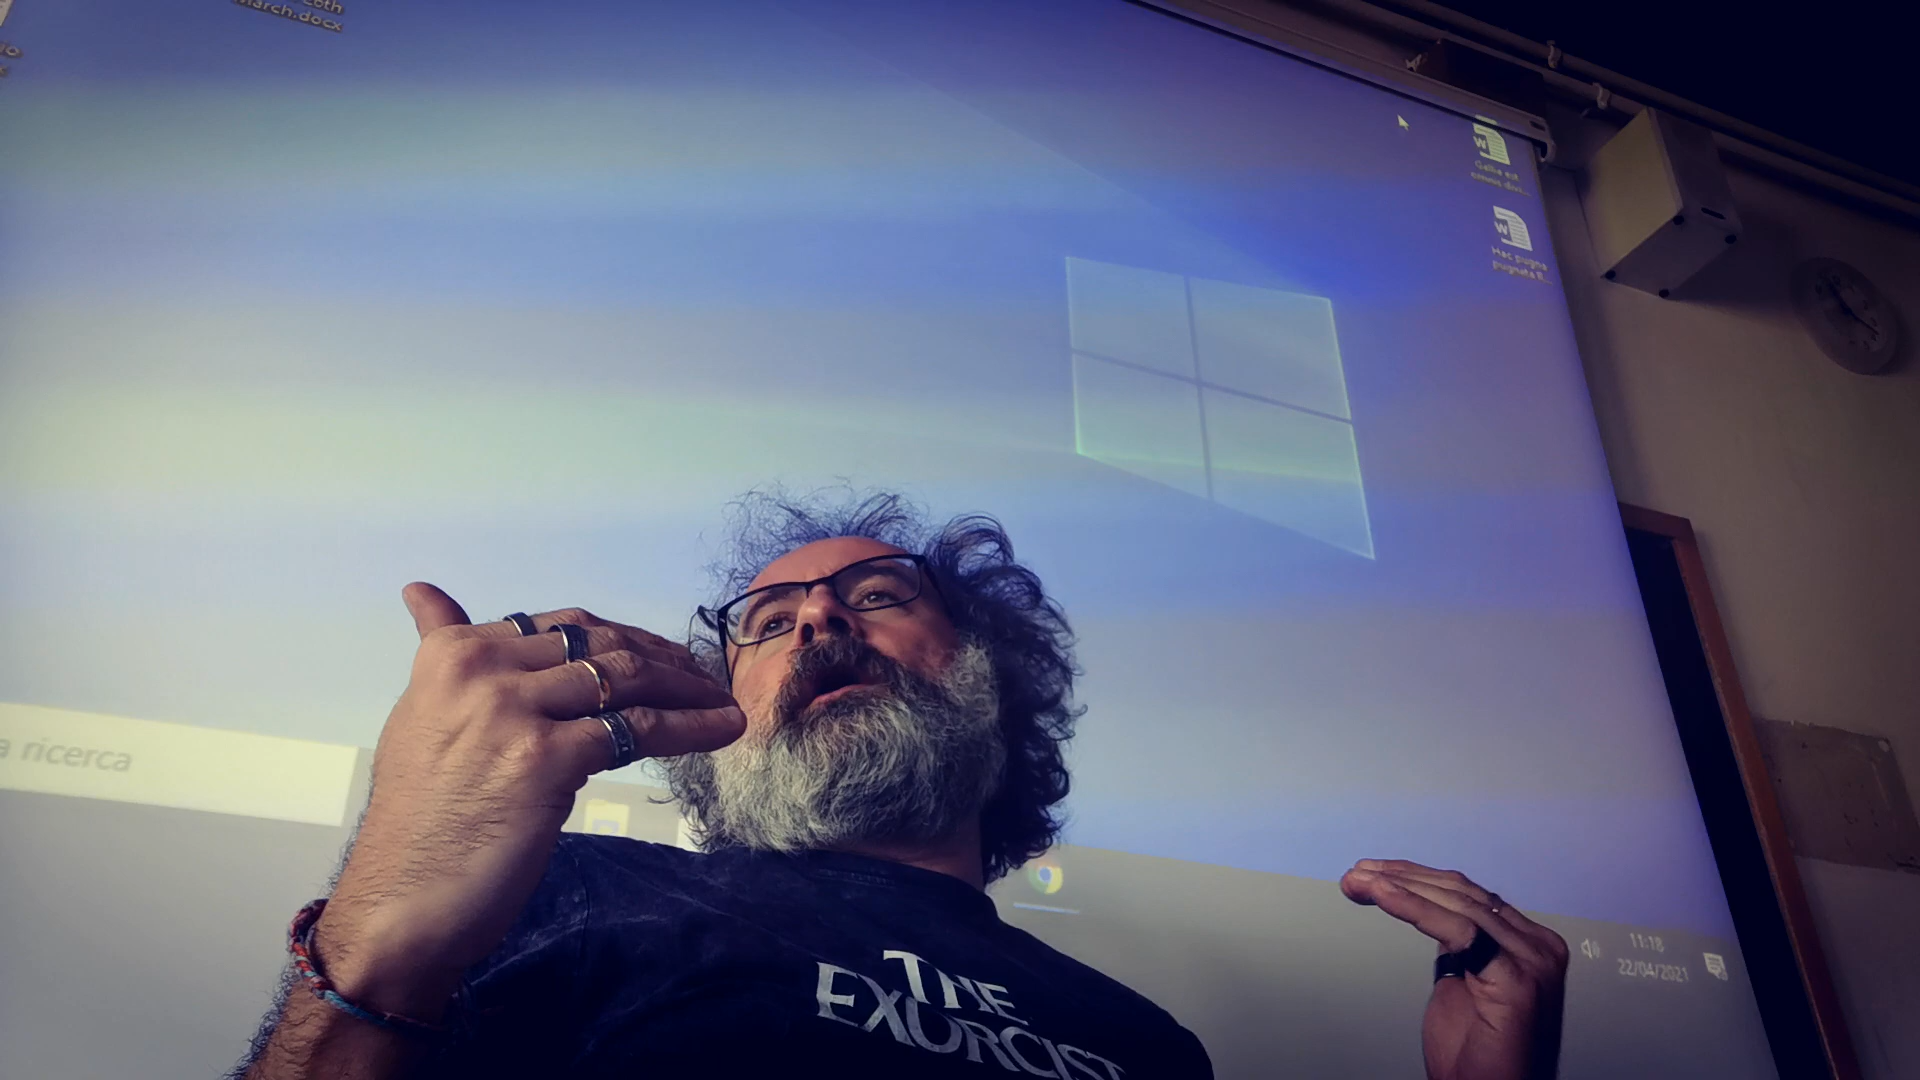 March.docx
Gallia est
omnis divi...
Hac pugna
pugnata R...
a ricerca
THE
EXORCIST
11:18
22/04/2021